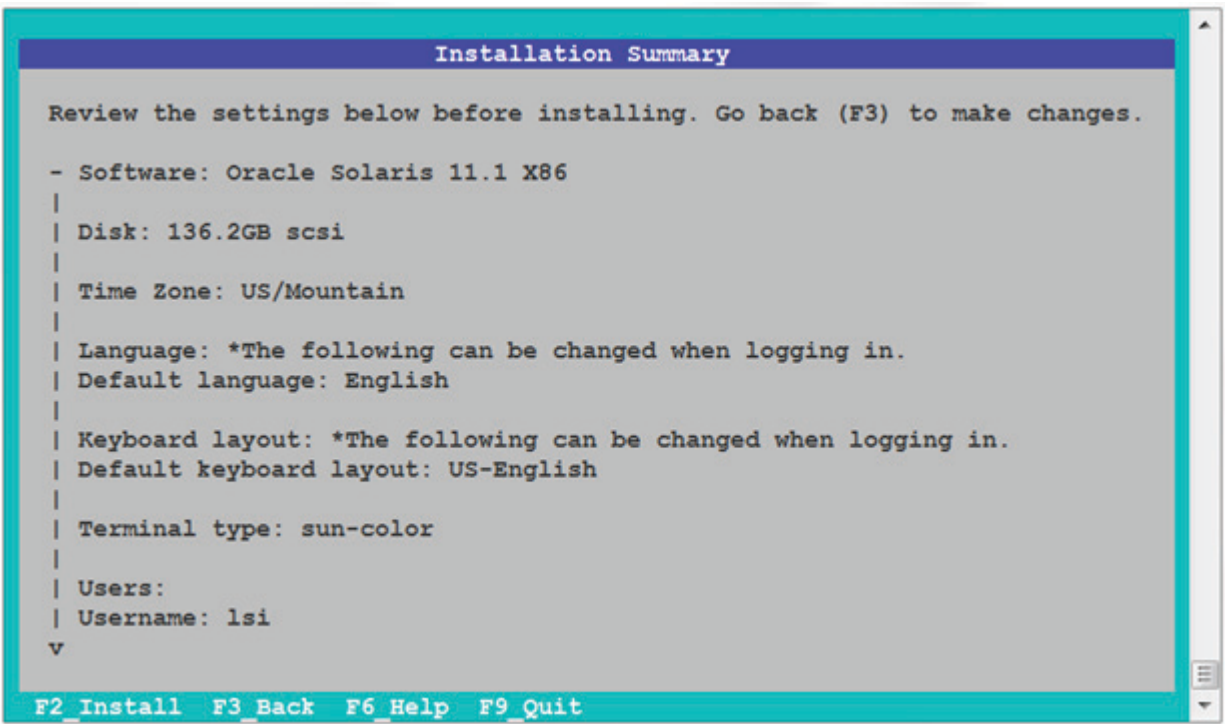 Installation Summary
Review the settings below before installing. Go back (F3) to make changes.
- Software: Oracle Solaris 11.1 X86
|
| Disk: 136.2GB scsi
|
| Time Zone: US/Mountain
|
| Language: *The following can be changed when logging in.
| Default language: English
|
| Keyboard layout: *The following can be changed when logging in.
| Default keyboard layout: US-English
|
| Terminal type: sun-color
|
| Users:
| Username: lsi
v
F2_Install F3_Back F6_Help F9_Quit